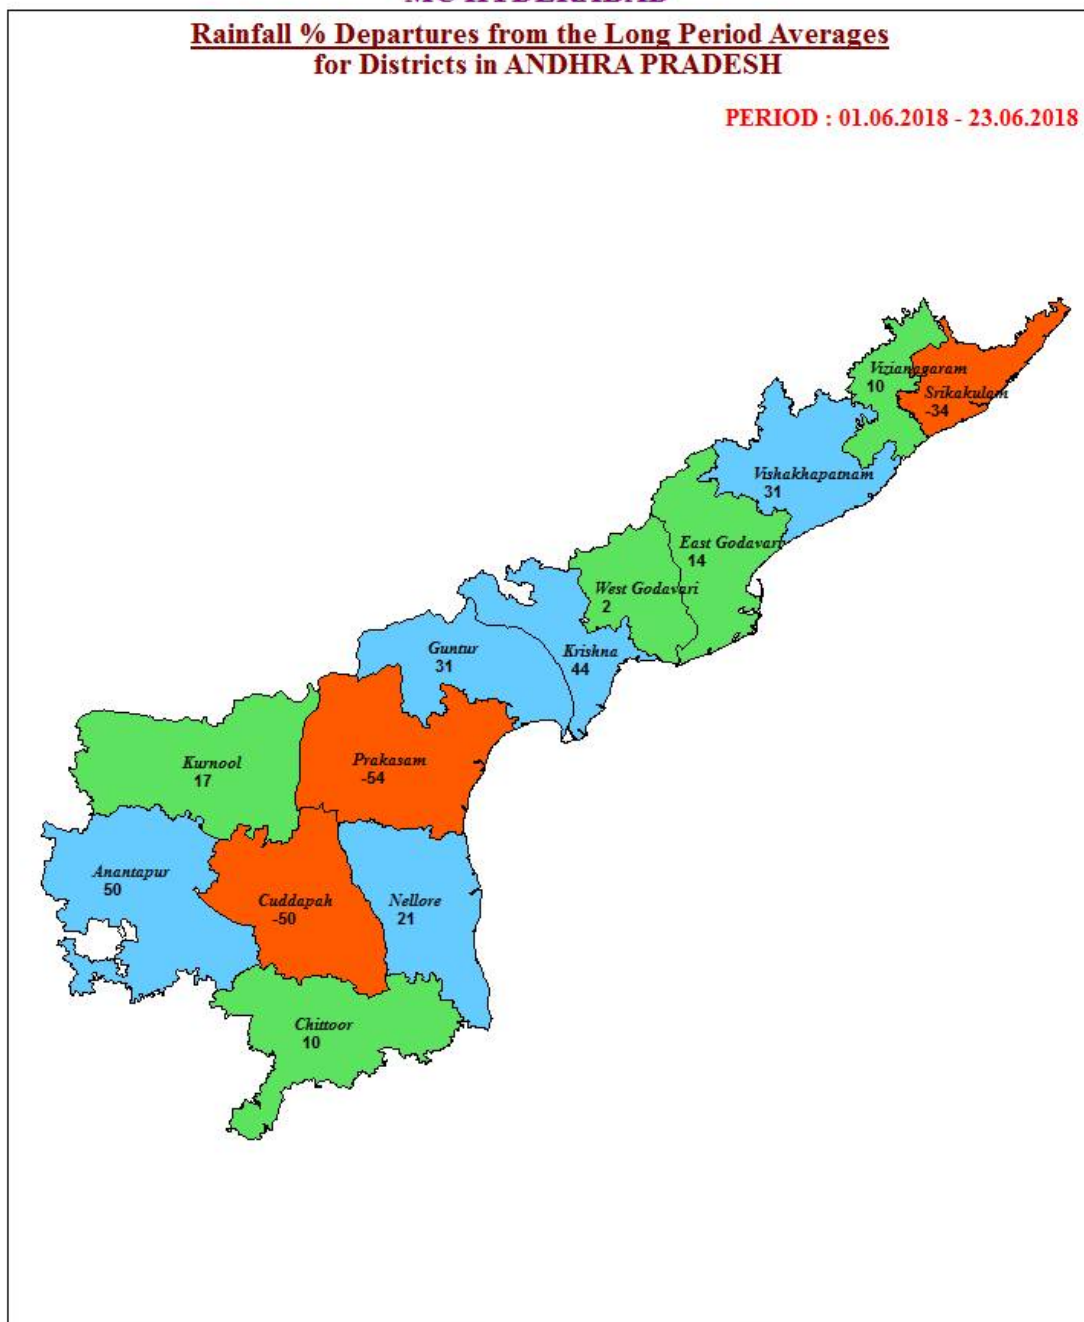 MC HYDERABAD
Rainfall % Departures from the Long Period Averages
for Districts in ANDHRA PRADESH
PERIOD : 01.06.2018 - 23.06.2018
Vizianagaram
10
Srikakulam
-34
Vishakhapatnam
31
East Godavari
14
West Godavari
2
Krishna
44
Guntur
31
Prakasam
-54
Kurnool
17
Anantapur
50
Cuddapah
-50
Nellore
21
Chittoor
10